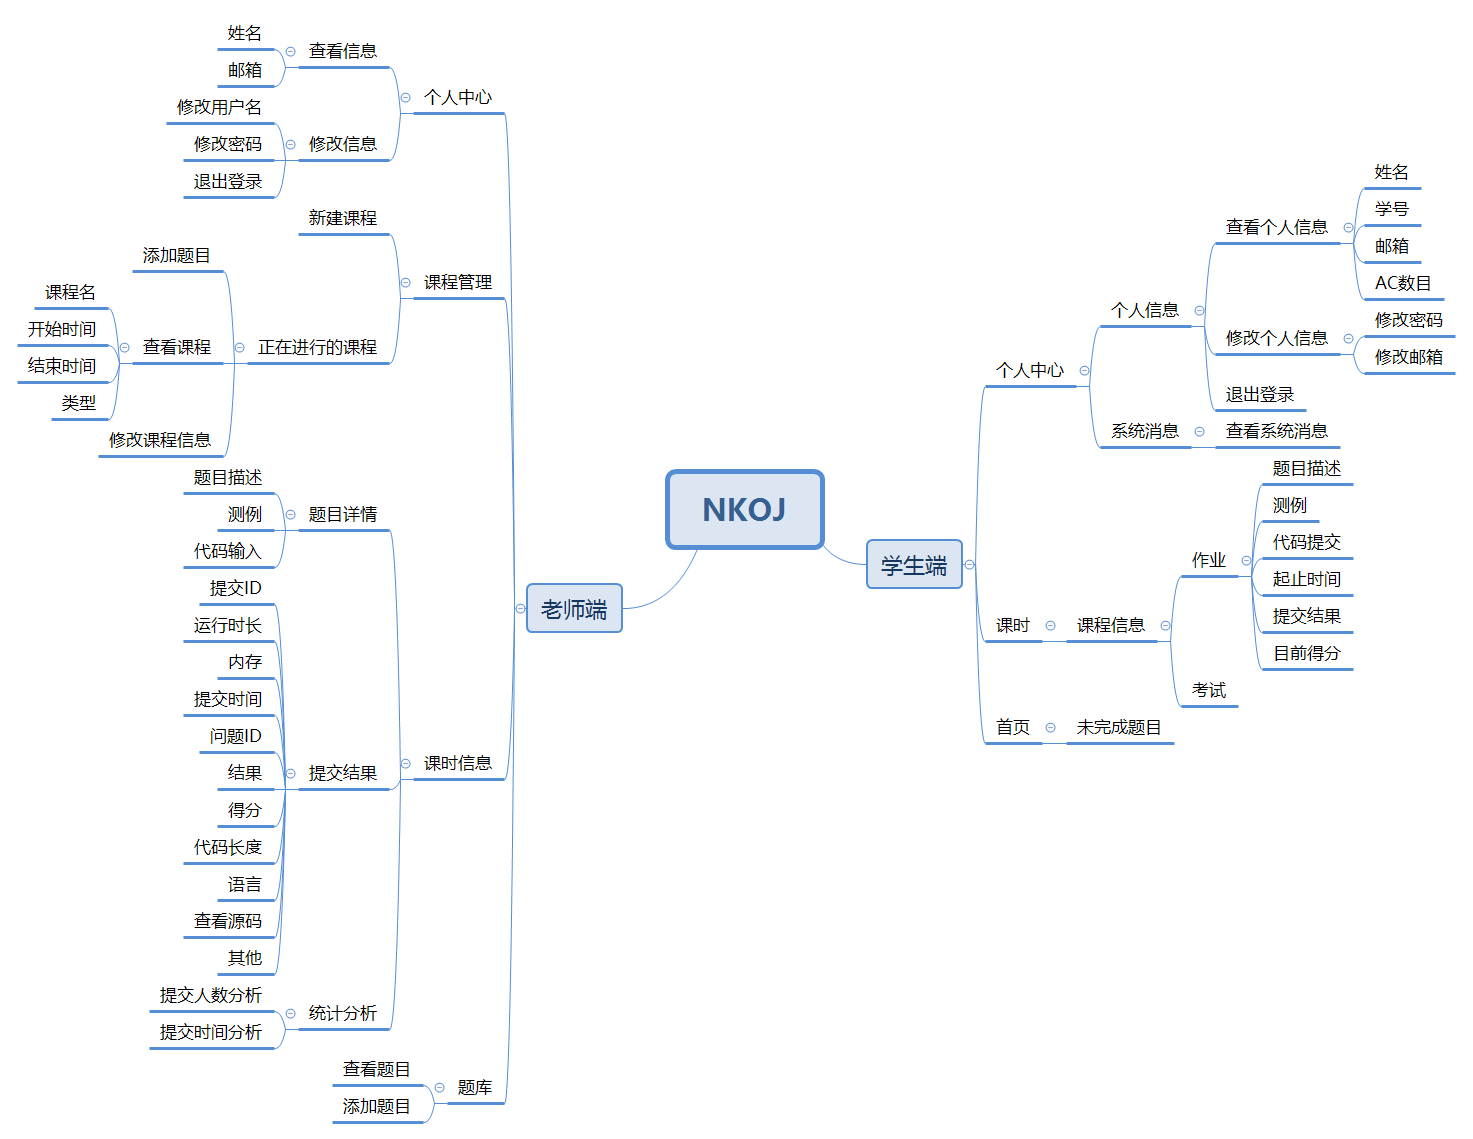 NKOJ
老师端
个人中心
查看信息
姓名
邮箱
修改信息
修改用户名
修改密码
退出登录
课程管理
新建课程
正在进行的课程
添加题目
查看课程
课程名
开始时间
结束时间
类型
修改课程信息
课时信息
题目详情
题目描述
测例
代码输入
提交结果
提交ID
运行时长
内存
提交时间
问题ID
结果
得分
代码长度
语言
查看源码
其他
统计分析
提交人数分析
提交时间分析
题库
查看题目
添加题目
学生端
个人中心
个人信息
查看个人信息
姓名
学号
邮箱
AC数目
修改个人信息
修改密码
修改邮箱
退出登录
系统消息
查看系统消息
课时
课程信息
作业
题目描述
测例
代码提交
起止时间
提交结果
目前得分
考试
首页
未完成题目